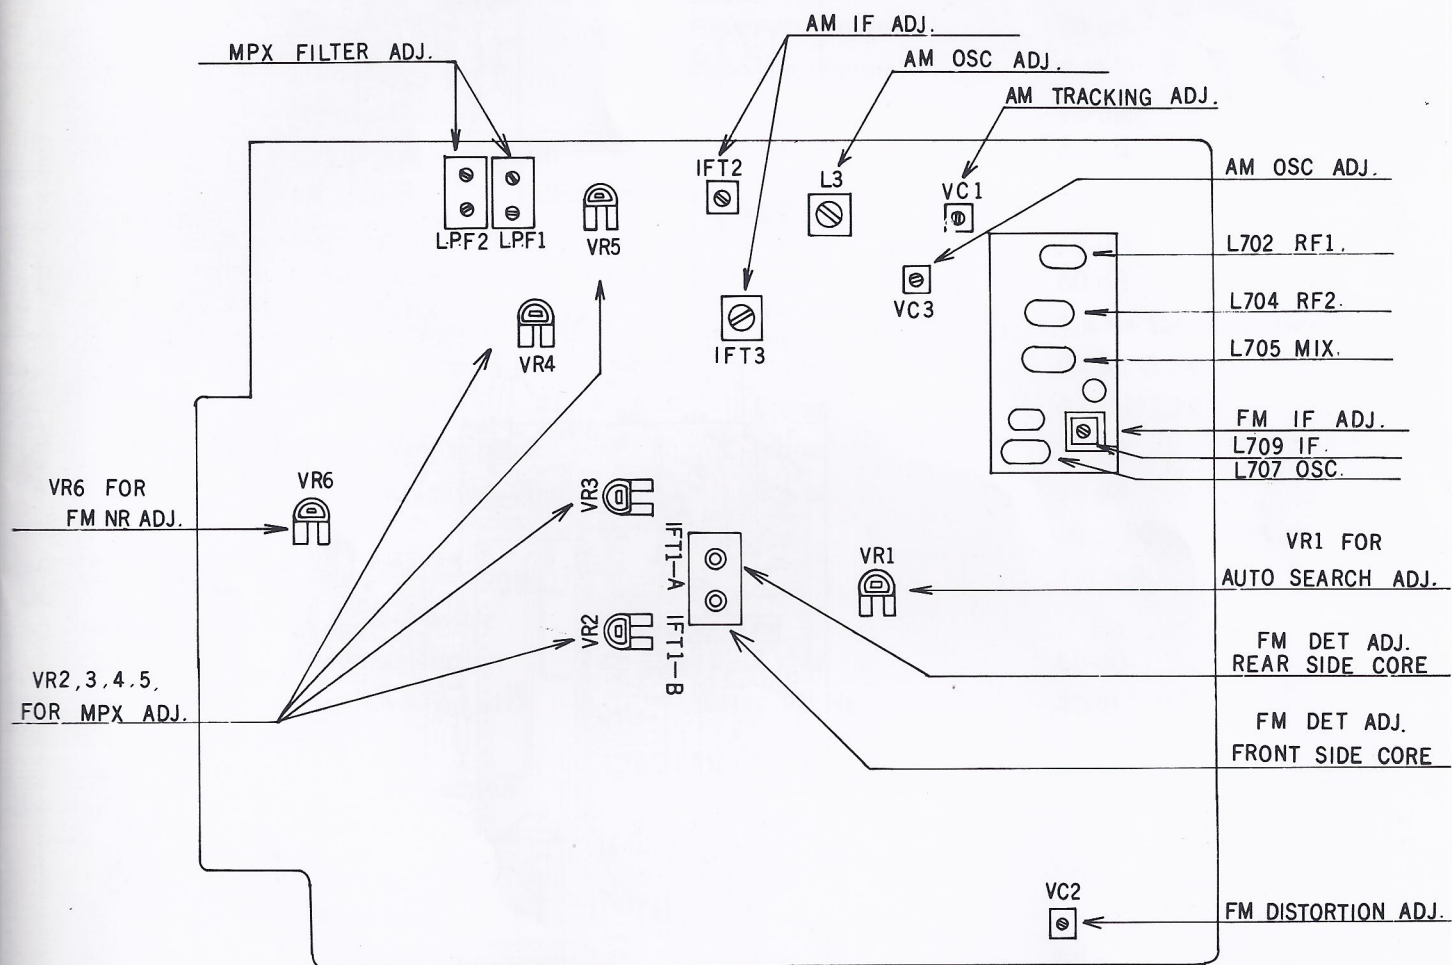 AM IF ADJ.
MPX FILTER ADJ.
AM OSC ADJ.
AM TRACKING ADJ.
IFT2
L3
VC1
AM OSC ADJ.
L.P.F2
L.P.F1
VR5
L702 RF1.
VC3
L704 RF2.
VR4
IFT3
L705 MIX.
FM IF ADJ.
L709 IF.
L707 OSC.
VR6 FOR
FM NR ADJ.
VR6
VR3
IFT1-A
VR1
VR1 FOR
AUTO SEARCH ADJ.
VR2
IFT1-B
FM DET ADJ.
REAR SIDE CORE
VR2,3,4.5,
FOR MPX ADJ.
FM DET ADJ.
FRONT SIDE CORE
VC2
FM DISTORTION ADJ.